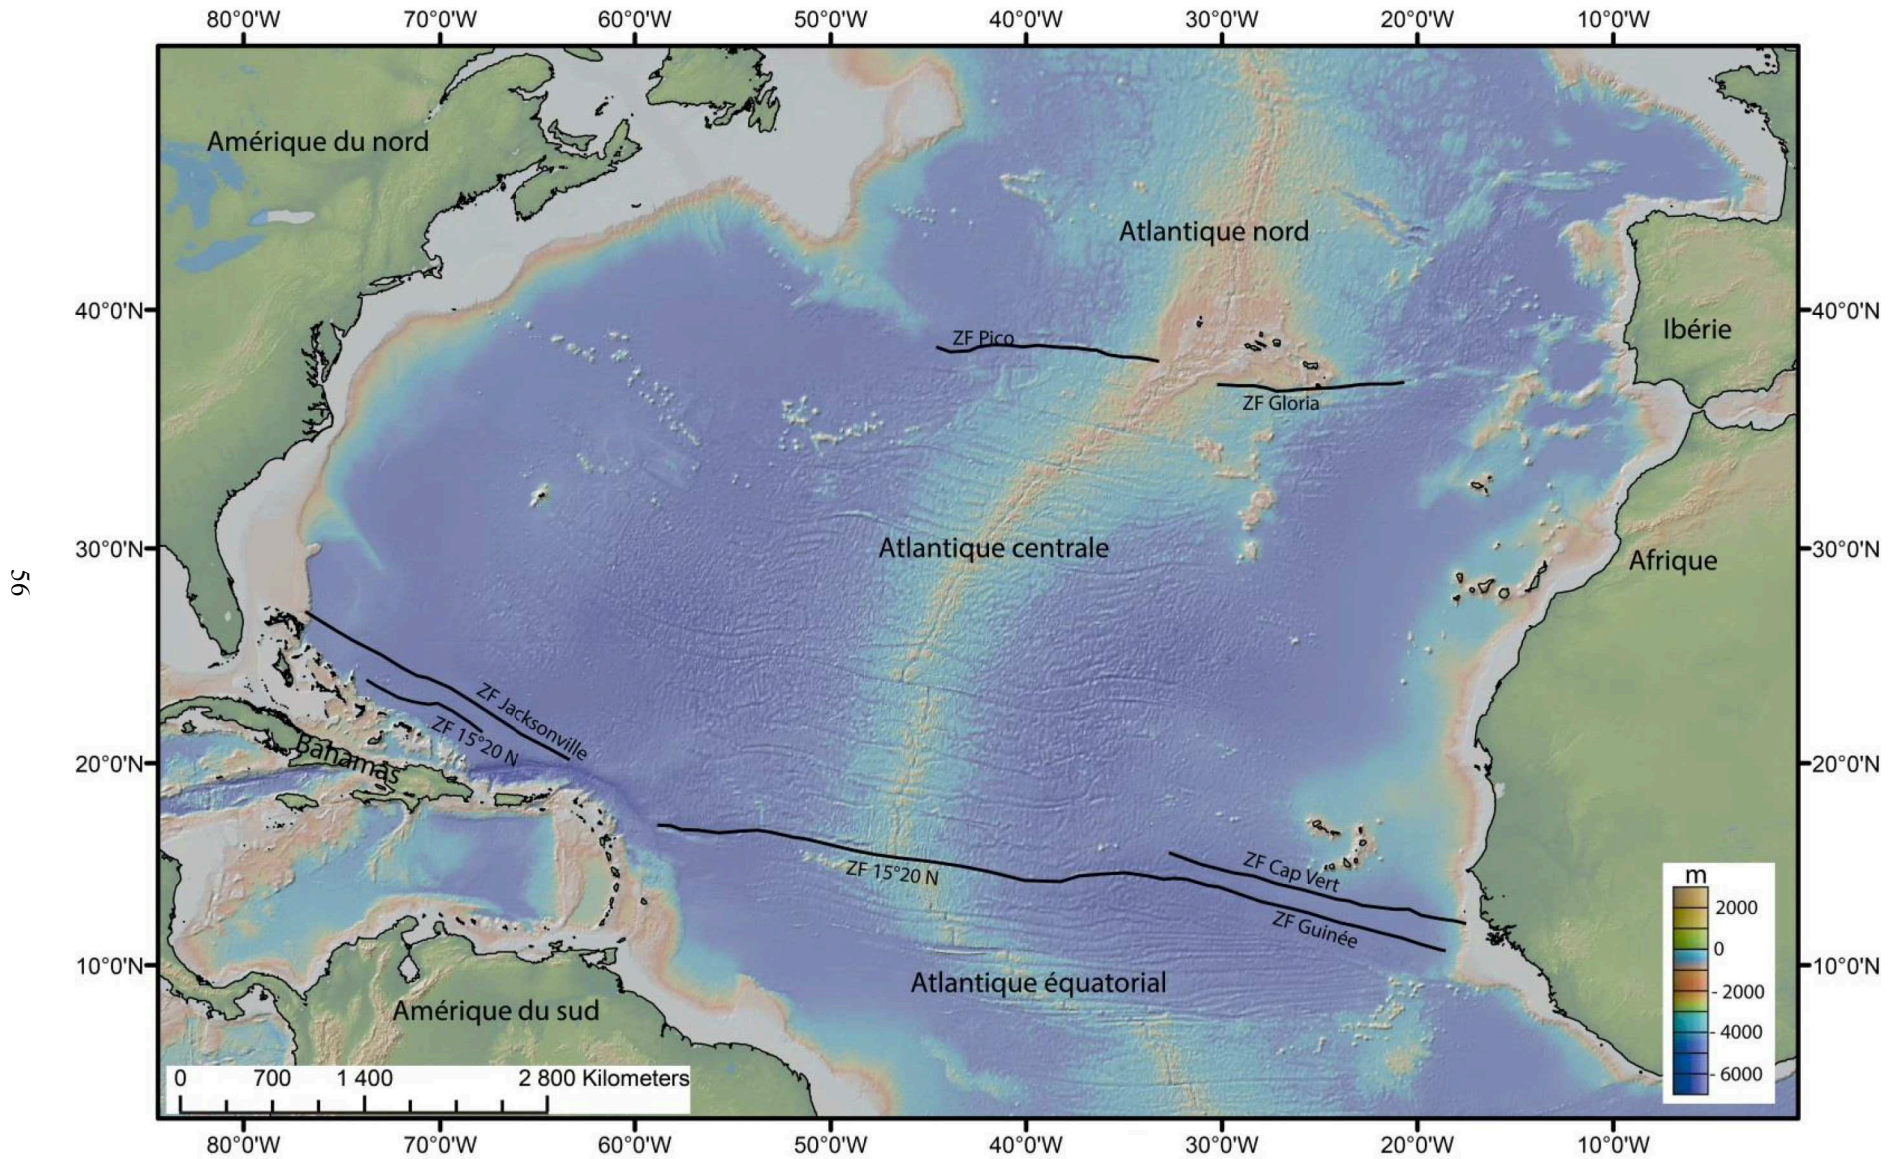 80°0'W 70°0'W 60°0'W 50°0'W 40°0'W 30°0'W 20°0'W 10°0'W
Amérique du nord
Atlantique nord
40°0'N 40°0'N
Ibérie
ZF Pico
ZF Gloria
30°0'N Atlantique centrale 30°0'N
Afrique
56
ZF Jacksonville
ZF 15°20 N
Bahamas
20°0'N 20°0'N
ZF 15°20 N
ZF Cap Vert
ZF Guinée
10°0'N 10°0'N
Atlantique équatorial
Amérique du sud
m
2000
0
- 2000
- 4000
- 6000
0 700 1 400 2 800 Kilometers
80°0'W 70°0'W 60°0'W 50°0'W 40°0'W 30°0'W 20°0'W 10°0'W